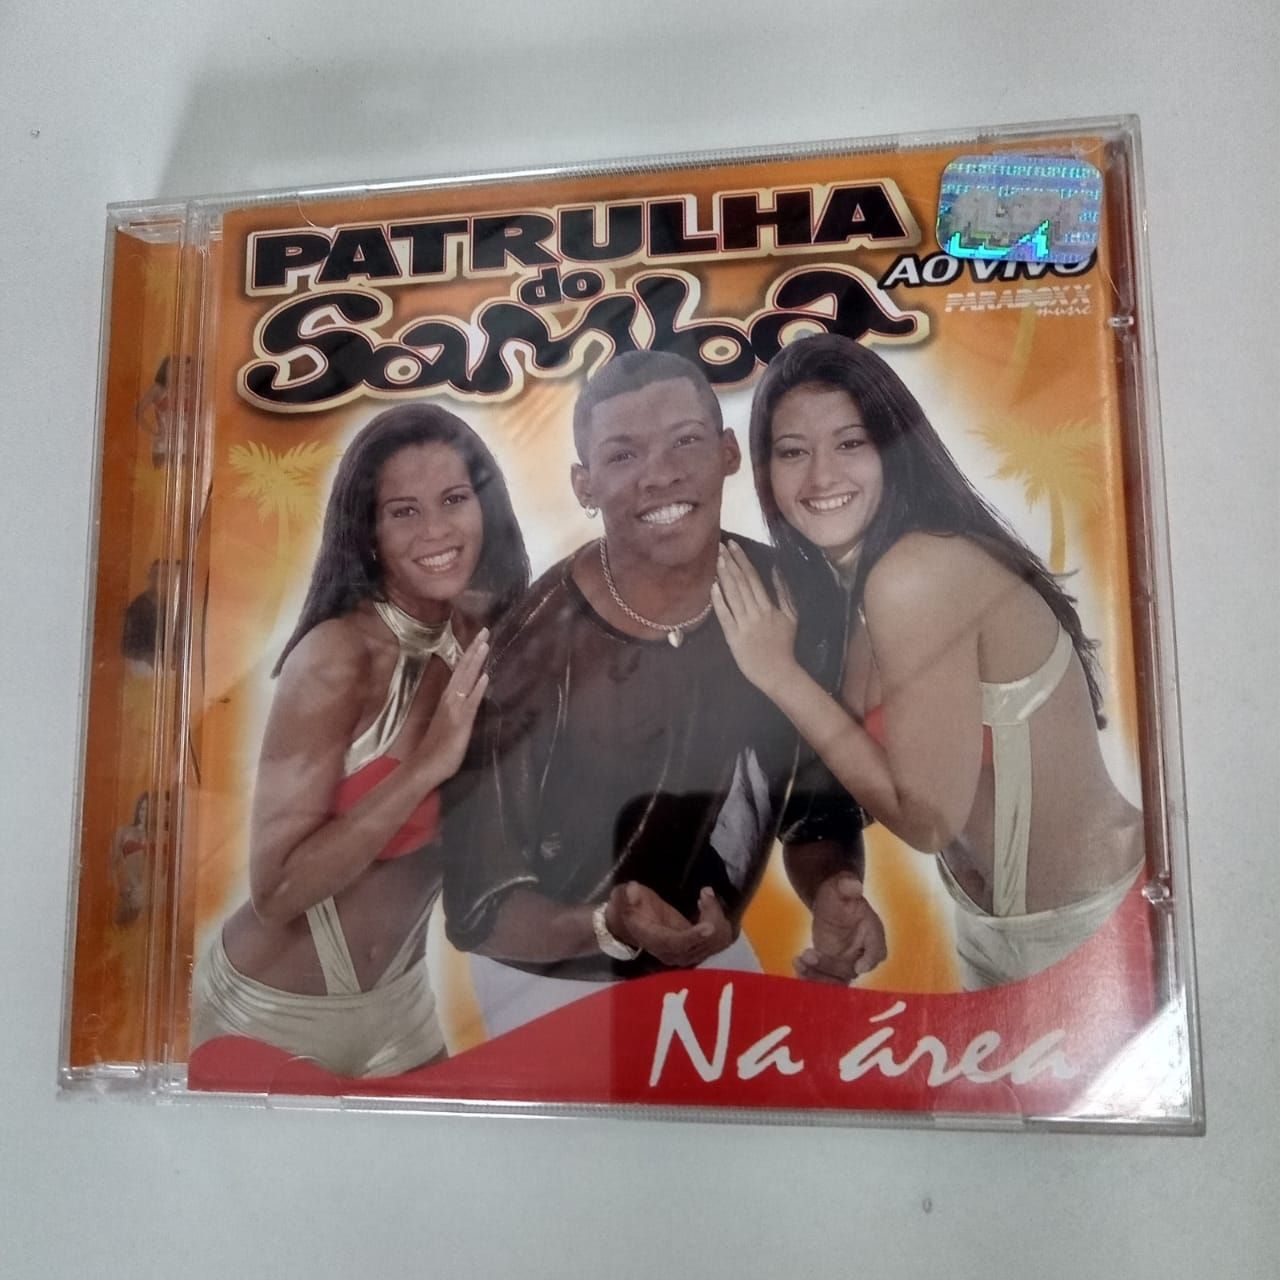 PATRULHA
do
Samba
AO VIVO
PARADOXX
music
Na área